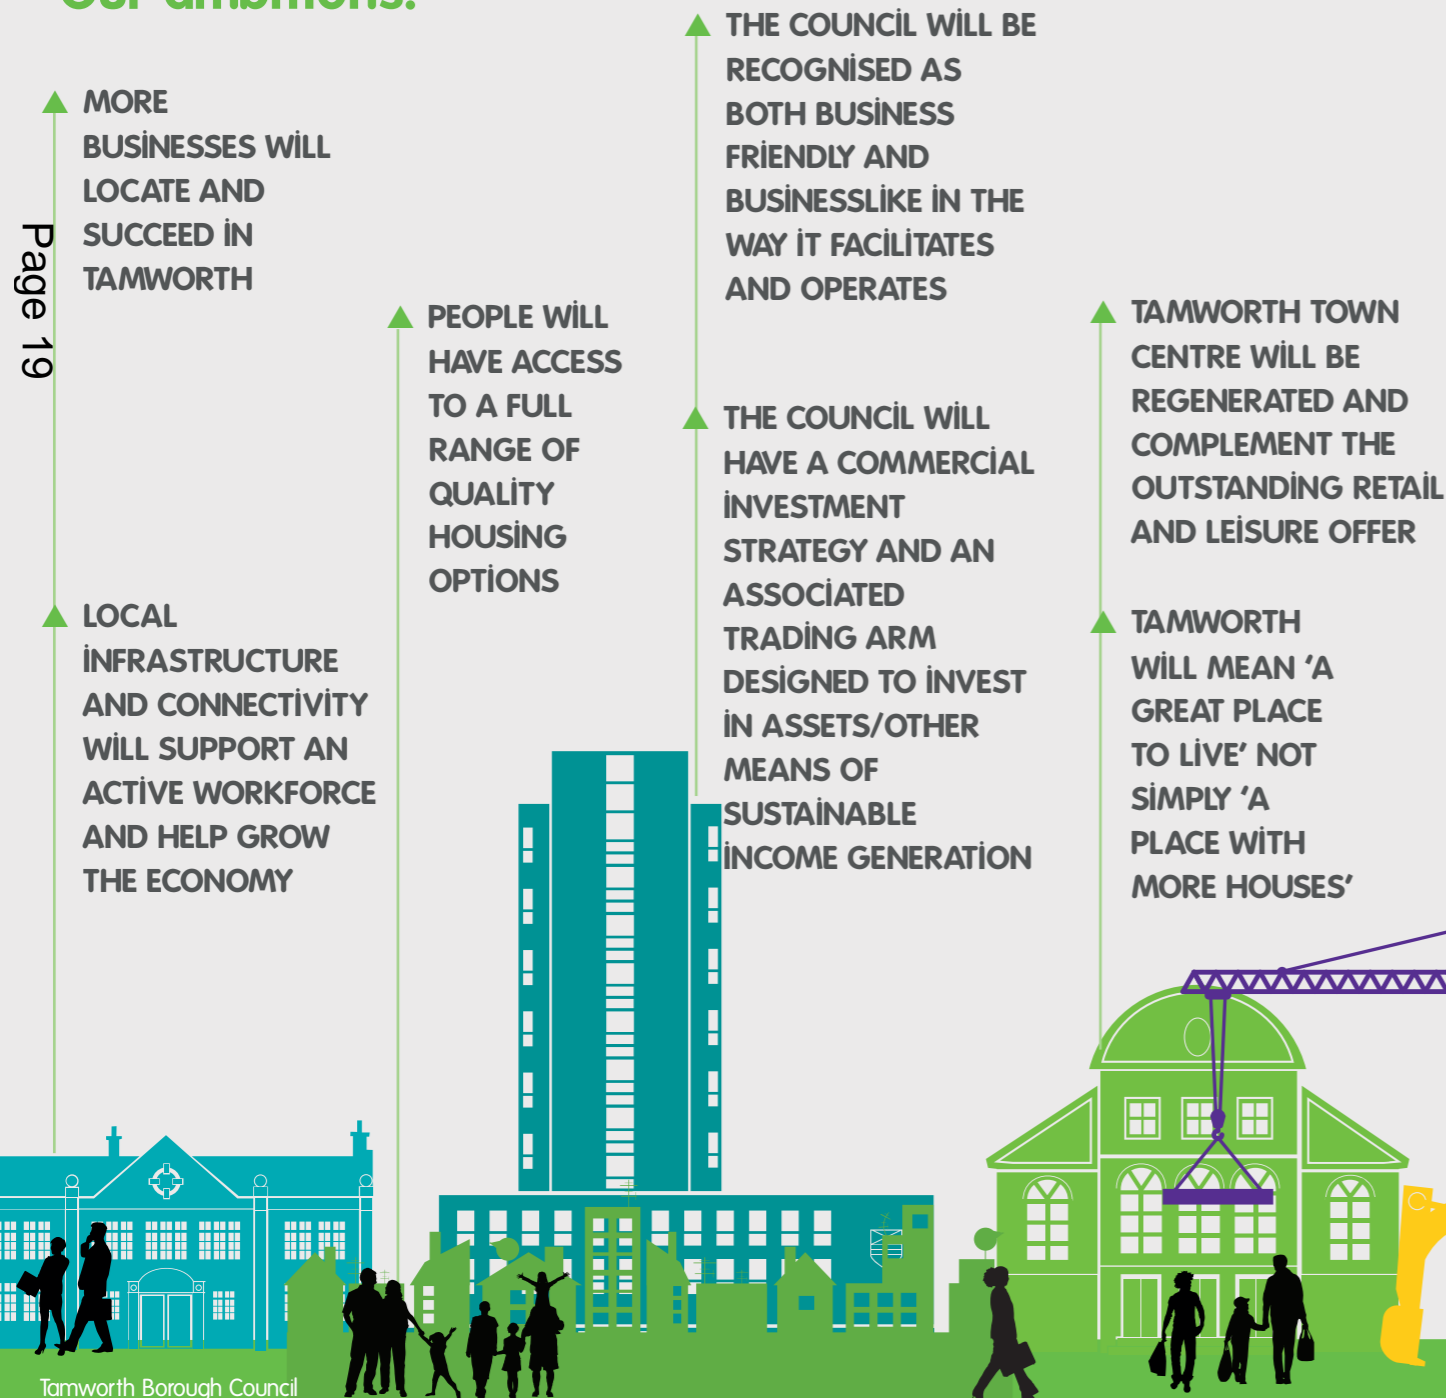 Our ambitions:
MORE
BUSINESSES WILL
LOCATE AND
SUCCEED IN
TAMWORTH
LOCAL
INFRASTRUCTURE
AND CONNECTIVITY
WILL SUPPORT AN
ACTIVE WORKFORCE
AND HELP GROW
THE ECONOMY
PEOPLE WILL
HAVE ACCESS
TO A FULL
RANGE OF
QUALITY
HOUSING
OPTIONS
THE COUNCIL WILL BE
RECOGNISED AS
BOTH BUSINESS
FRIENDLY AND
BUSINESSLIKE IN THE
WAY IT FACILITATES
AND OPERATES
THE COUNCIL WILL
HAVE A COMMERCIAL
INVESTMENT
STRATEGY AND AN
ASSOCIATED
TRADING ARM
DESIGNED TO INVEST
IN ASSETS/OTHER
MEANS OF
SUSTAINABLE
INCOME GENERATION
TAMWORTH TOWN
CENTRE WILL BE
REGENERATED AND
COMPLEMENT THE
OUTSTANDING RETAIL
AND LEISURE OFFER
TAMWORTH
WILL MEAN ‘A
GREAT PLACE
TO LIVE’ NOT
SIMPLY ‘A
PLACE WITH
MORE HOUSES’
Page 19
Tamworth Borough Council